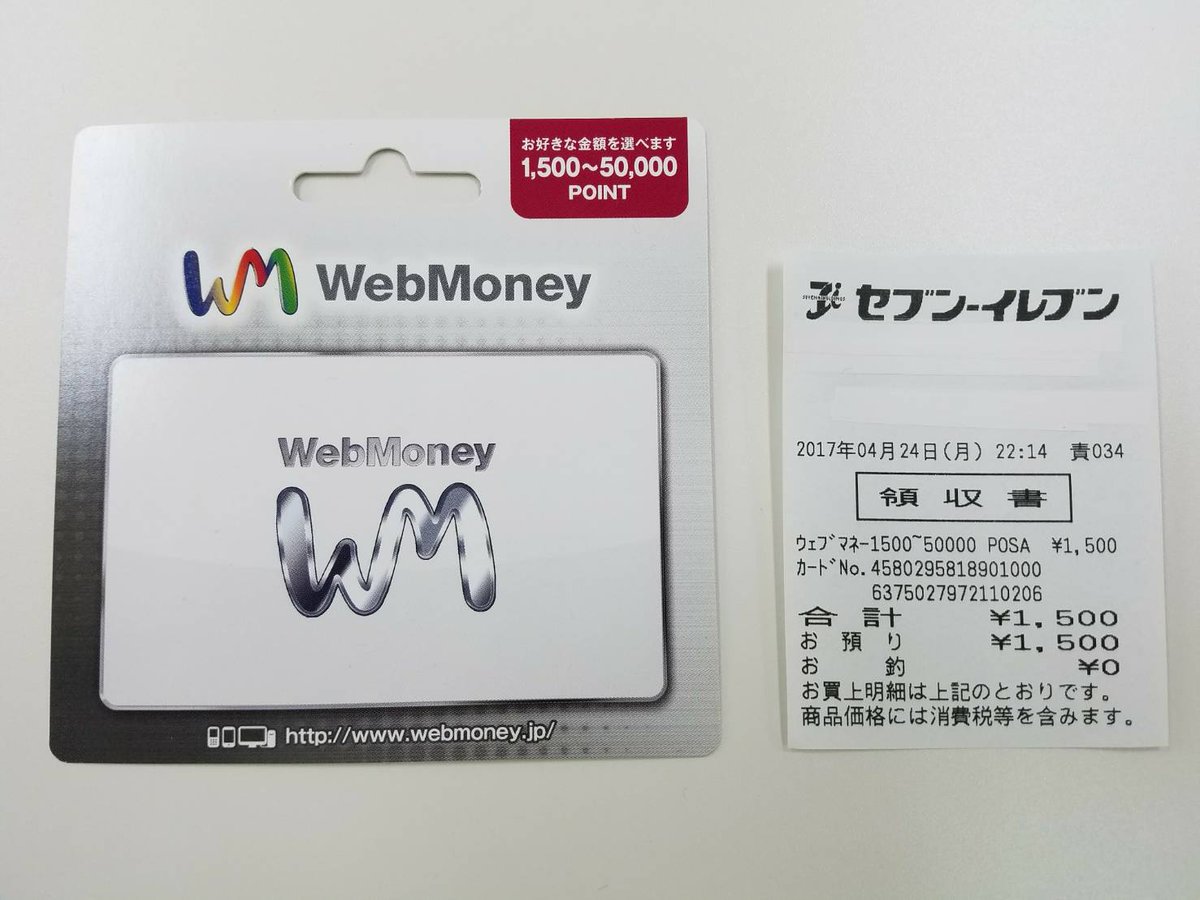 お好きな金額を選べます
1,500~50,000
POINT
WM WebMoney
WebMoney
WM
http://www.webmoney.jp/
セブン-イレブン
2017年04月24日(月) 22:14 責034
領収書
ウェブマネー1500~50000 POSA ¥1,500
カードNo.4580295818901000
6375027972110206
合計 ¥1,500
お預り ¥1,500
お釣 ¥0
お買上明細は上記のとおりです。
商品価格には消費税等を含みます。